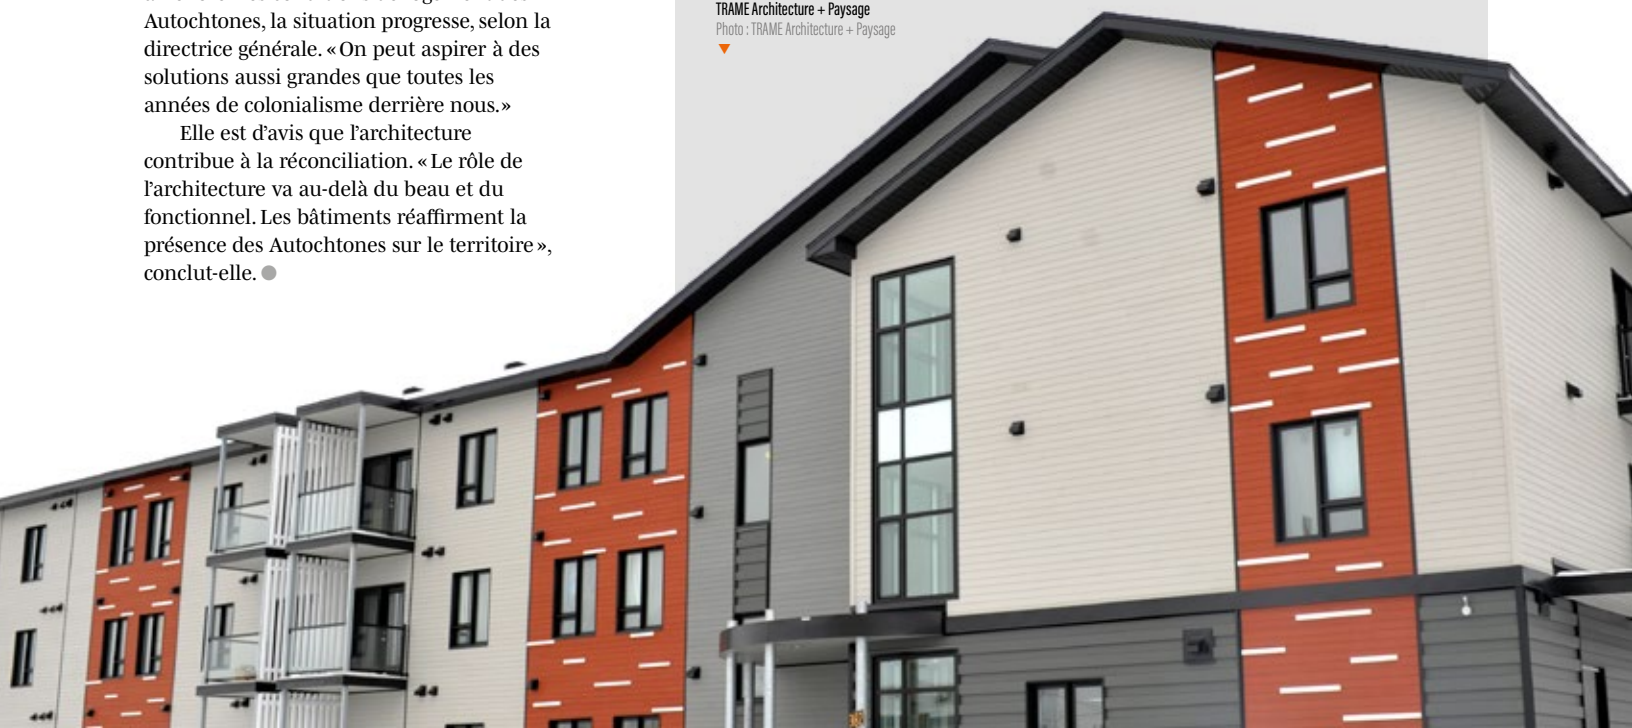 Autochtones, la situation progresse, selon la
directrice générale. « On peut aspirer à des
solutions aussi grandes que toutes les
années de colonialisme derrière nous. »
Elle est d’avis que l’architecture
contribue à la réconciliation. « Le rôle de
l’architecture va au-delà du beau et du
fonctionnel. Les bâtiments réaffirment la
présence des Autochtones sur le territoire »,
conclut-elle.
TRAME Architecture + Paysage
Photo : TRAME Architecture + Paysage